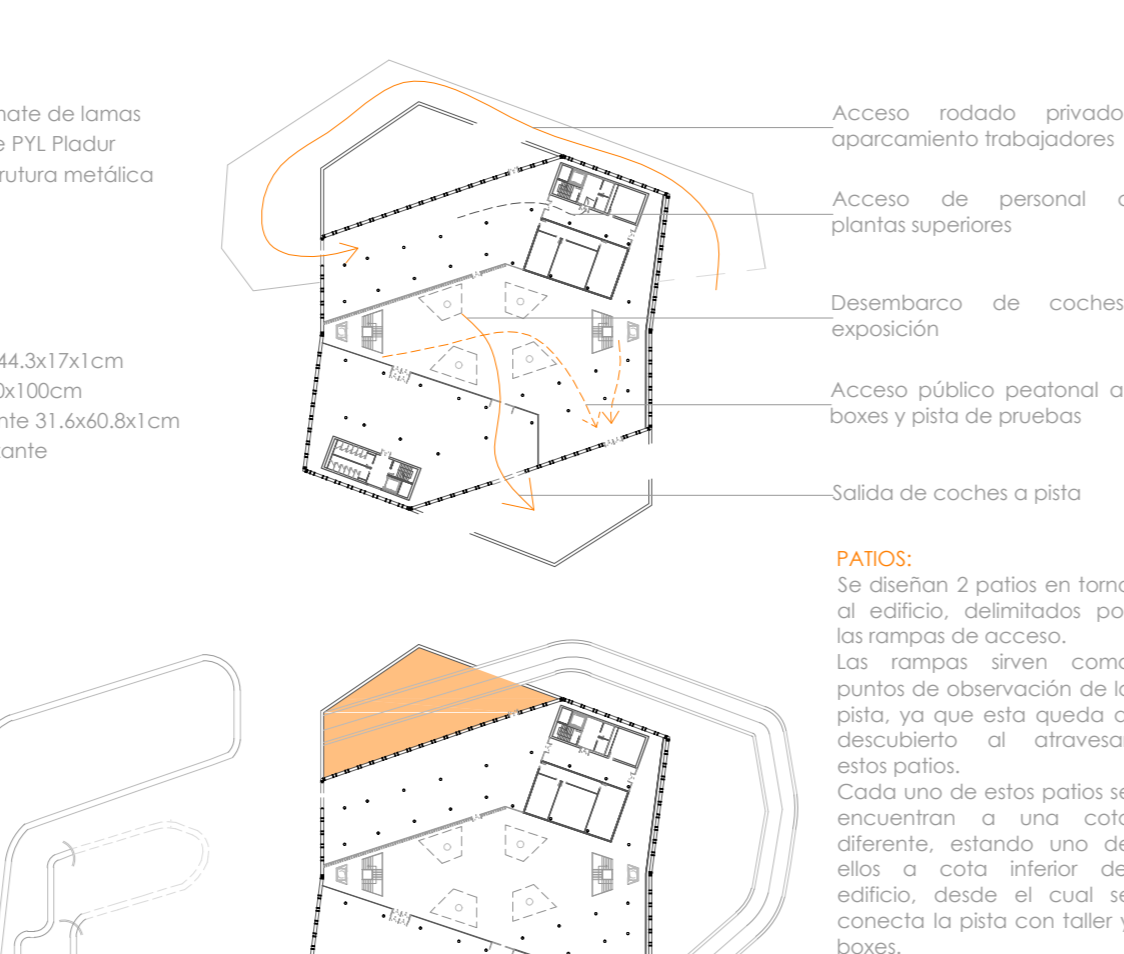 nate de lamas
e PYL Pladur
rutura metálica
44.3x17x1cm
0x100cm
nte 31.6x60.8x1cm
ante
Acceso rodado privado
aparcamiento trabajadores
Acceso de personal a
plantas superiores
Desembarco de coches
exposición
Acceso público peatonal a
boxes y pista de pruebas
Salida de coches a pista
PATIOS:
Se diseñan 2 patios en torno
al edificio, delimitados po
las rampas de acceso.
Las rampas sirven como
puntos de observación de la
pista, ya que esta queda a
descubierto al atravesar
estos patios.
Cada uno de estos patios se
encuentran a una cota
diferente, estando uno de
ellos a cota inferior de
edificio, desde el cual se
conecta la pista con taller y
boxes.